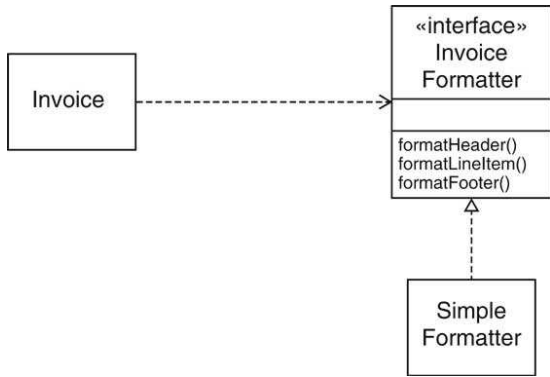 «interface»
Invoice
Formatter
Invoice
formatHeader()
formatLineItem()
formatFooter()
Simple
Formatter